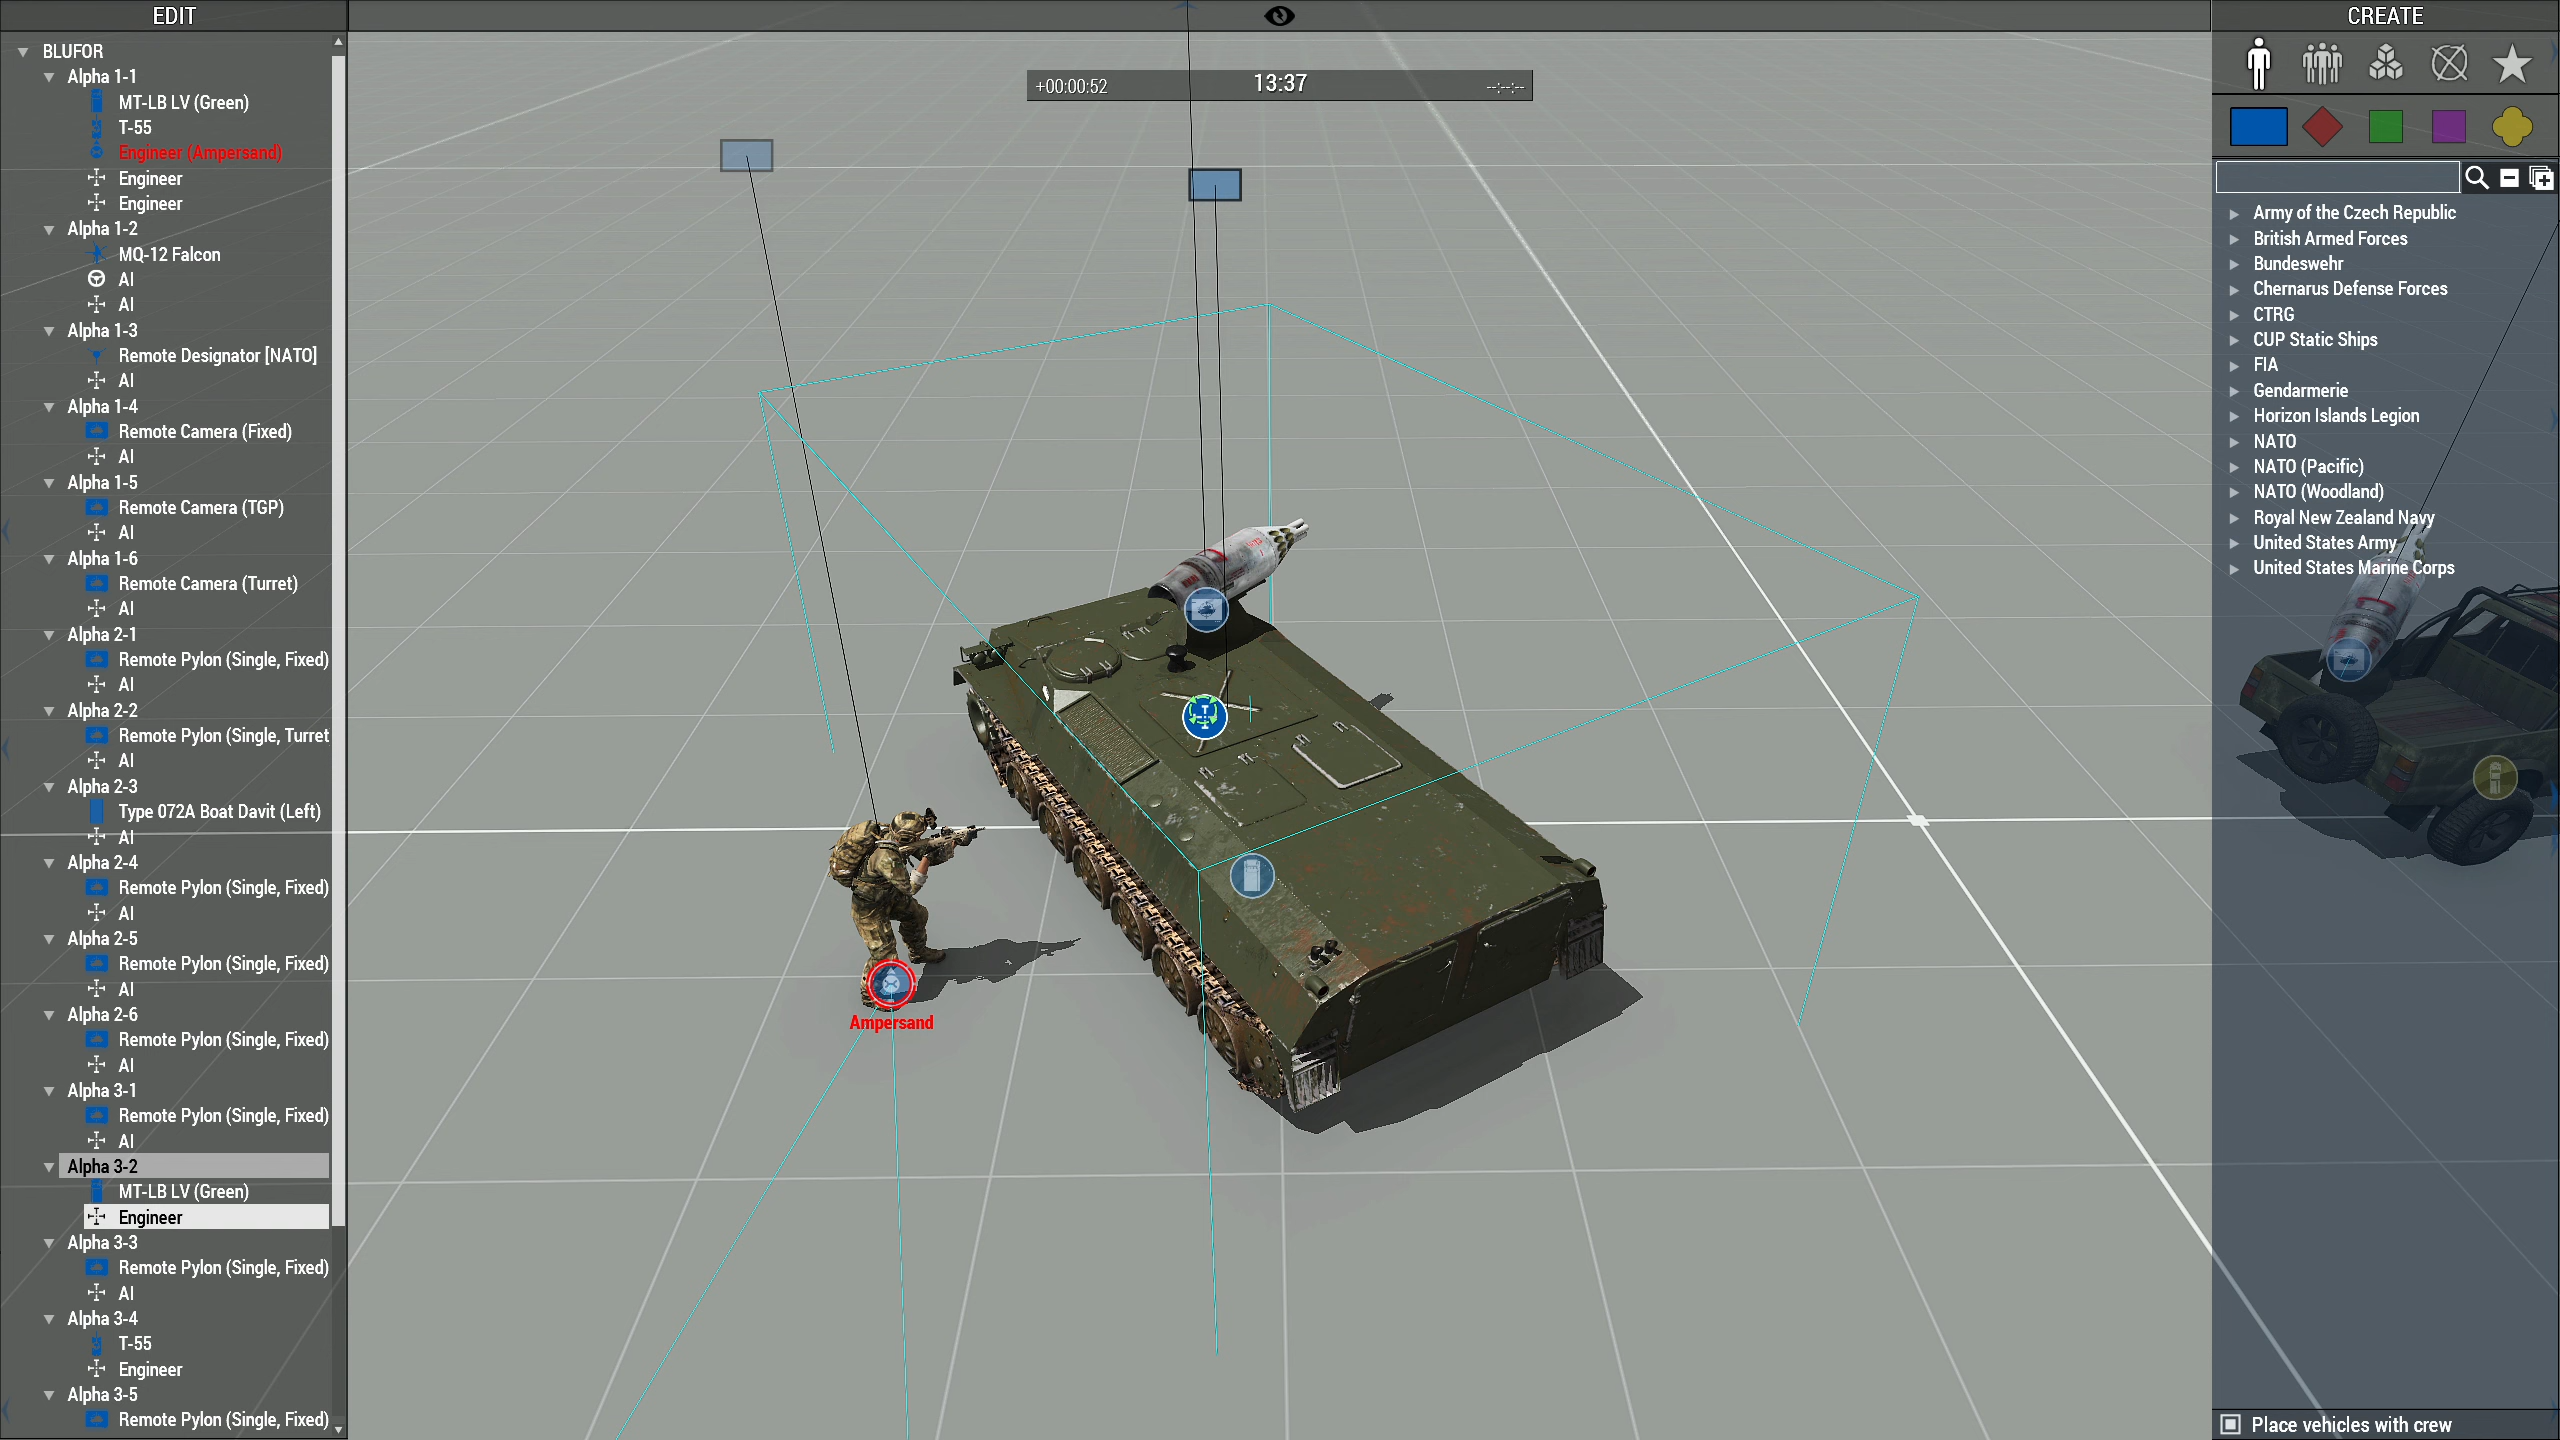 EDIT
BLUFOR
Alpha 1-1
MT-LB LV (Green)
T-55
Engineer (Ampersand)
Engineer
Engineer
Alpha 1-2
MQ-12 Falcon
AI
AI
Alpha 1-3
Remote Designator [NATO]
AI
Alpha 1-4
Remote Camera (Fixed)
AI
Alpha 1-5
Remote Camera (TGP)
AI
Alpha 1-6
Remote Camera (Turret)
AI
Alpha 2-1
Remote Pylon (Single, Fixed)
AI
Alpha 2-2
Remote Pylon (Single, Turret
AI
Alpha 2-3
Type 072A Boat Davit (Left)
AI
Alpha 2-4
Remote Pylon (Single, Fixed)
AI
Alpha 2-5
Remote Pylon (Single, Fixed)
AI
Alpha 2-6
Remote Pylon (Single, Fixed)
AI
Alpha 3-1
Remote Pylon (Single, Fixed)
AI
Alpha 3-2
MT-LB LV (Green)
Engineer
Alpha 3-3
Remote Pylon (Single, Fixed)
AI
Alpha 3-4
T-55
Engineer
Alpha 3-5
Remote Pylon (Single, Fixed)
+00:00:52
13:37
--:--:--
Ampersand
CREATE
Army of the Czech Republic
British Armed Forces
Bundeswehr
Chernarus Defense Forces
CTRG
CUP Static Ships
FIA
Gendarmerie
Horizon Islands Legion
NATO
NATO (Pacific)
NATO (Woodland)
Royal New Zealand Navy
United States Army
United States Marine Corps
Place vehicles with crew